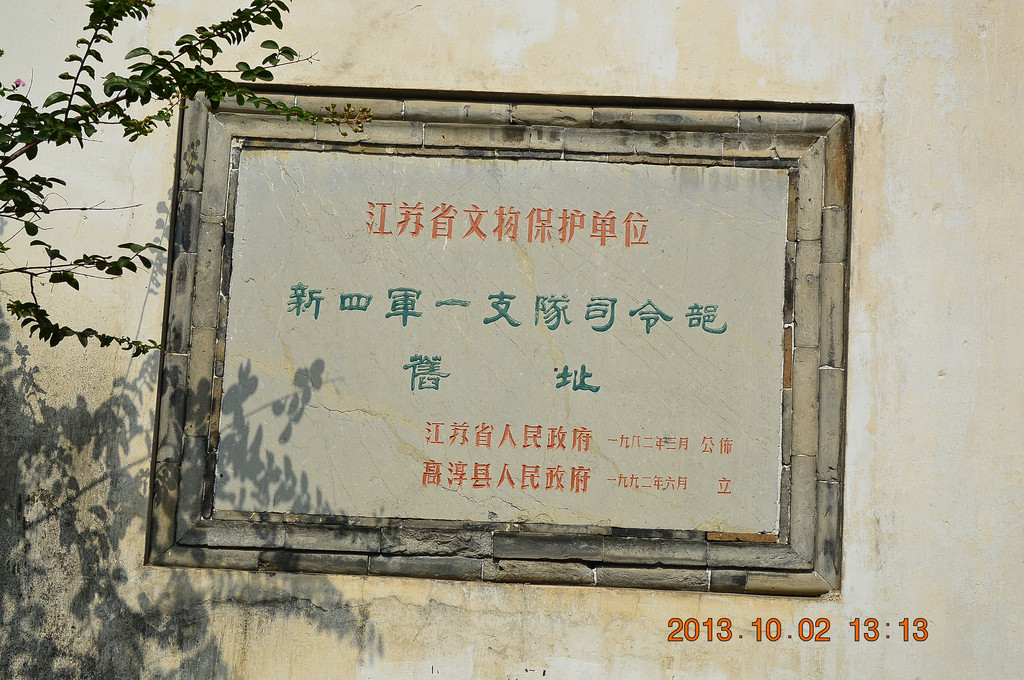 江苏省文物保护单位
新四軍一支隊司令部
舊址
江苏省人民政府 一九八二年三月 公佈
高淳县人民政府 一九九二年六月 立
2013.10.02 13:13